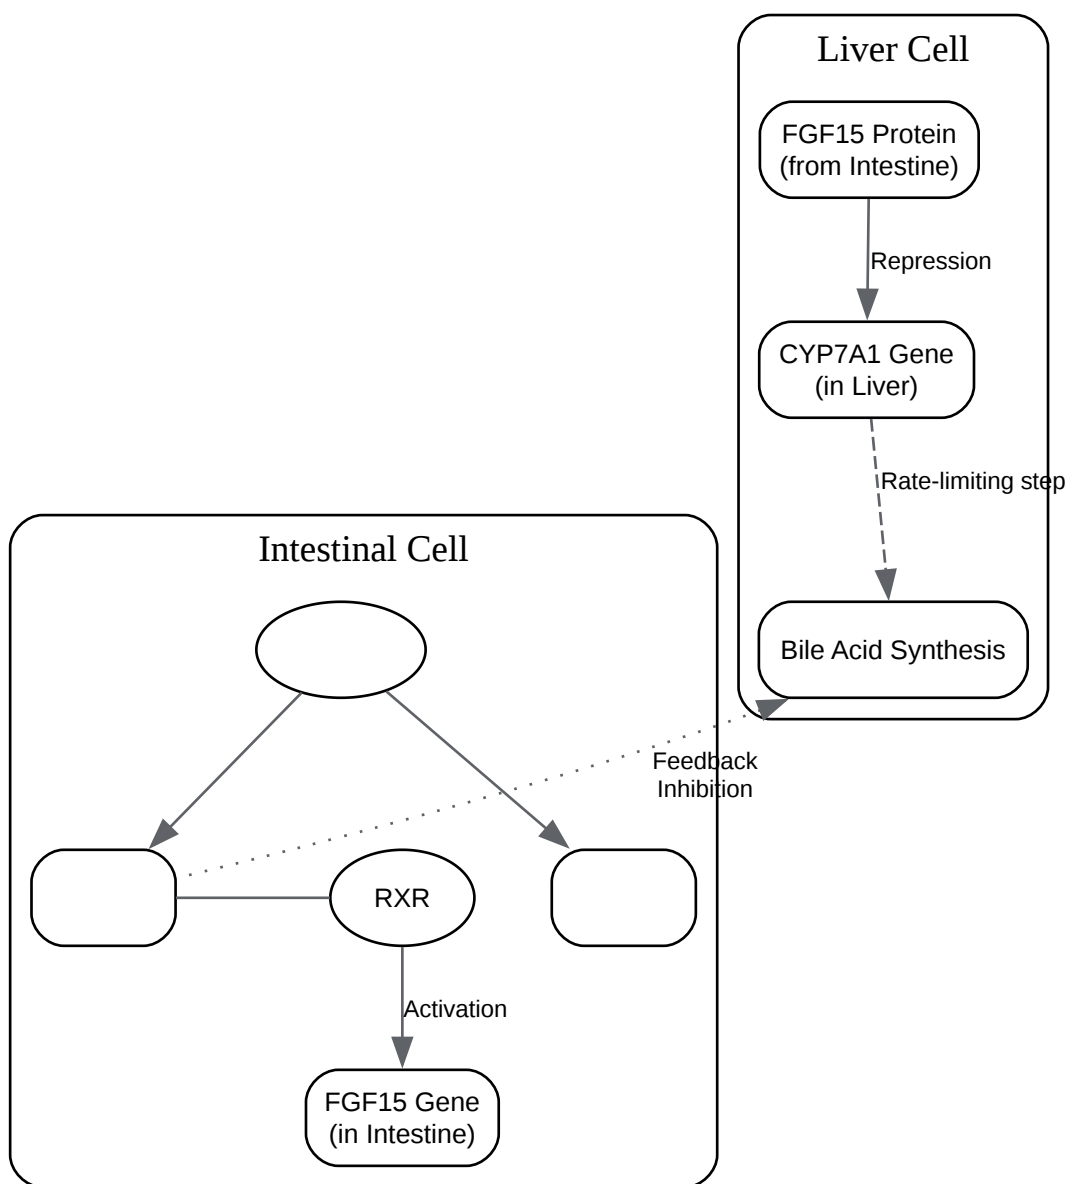 Liver Cell
FGF15 Protein
(from Intestine)
Repression
CYP7A1 Gene
(in Liver)
Rate-limiting step
Bile Acid Synthesis
Intestinal Cell
Feedback
Inhibition
RXR
Activation
FGF15 Gene
(in Intestine)